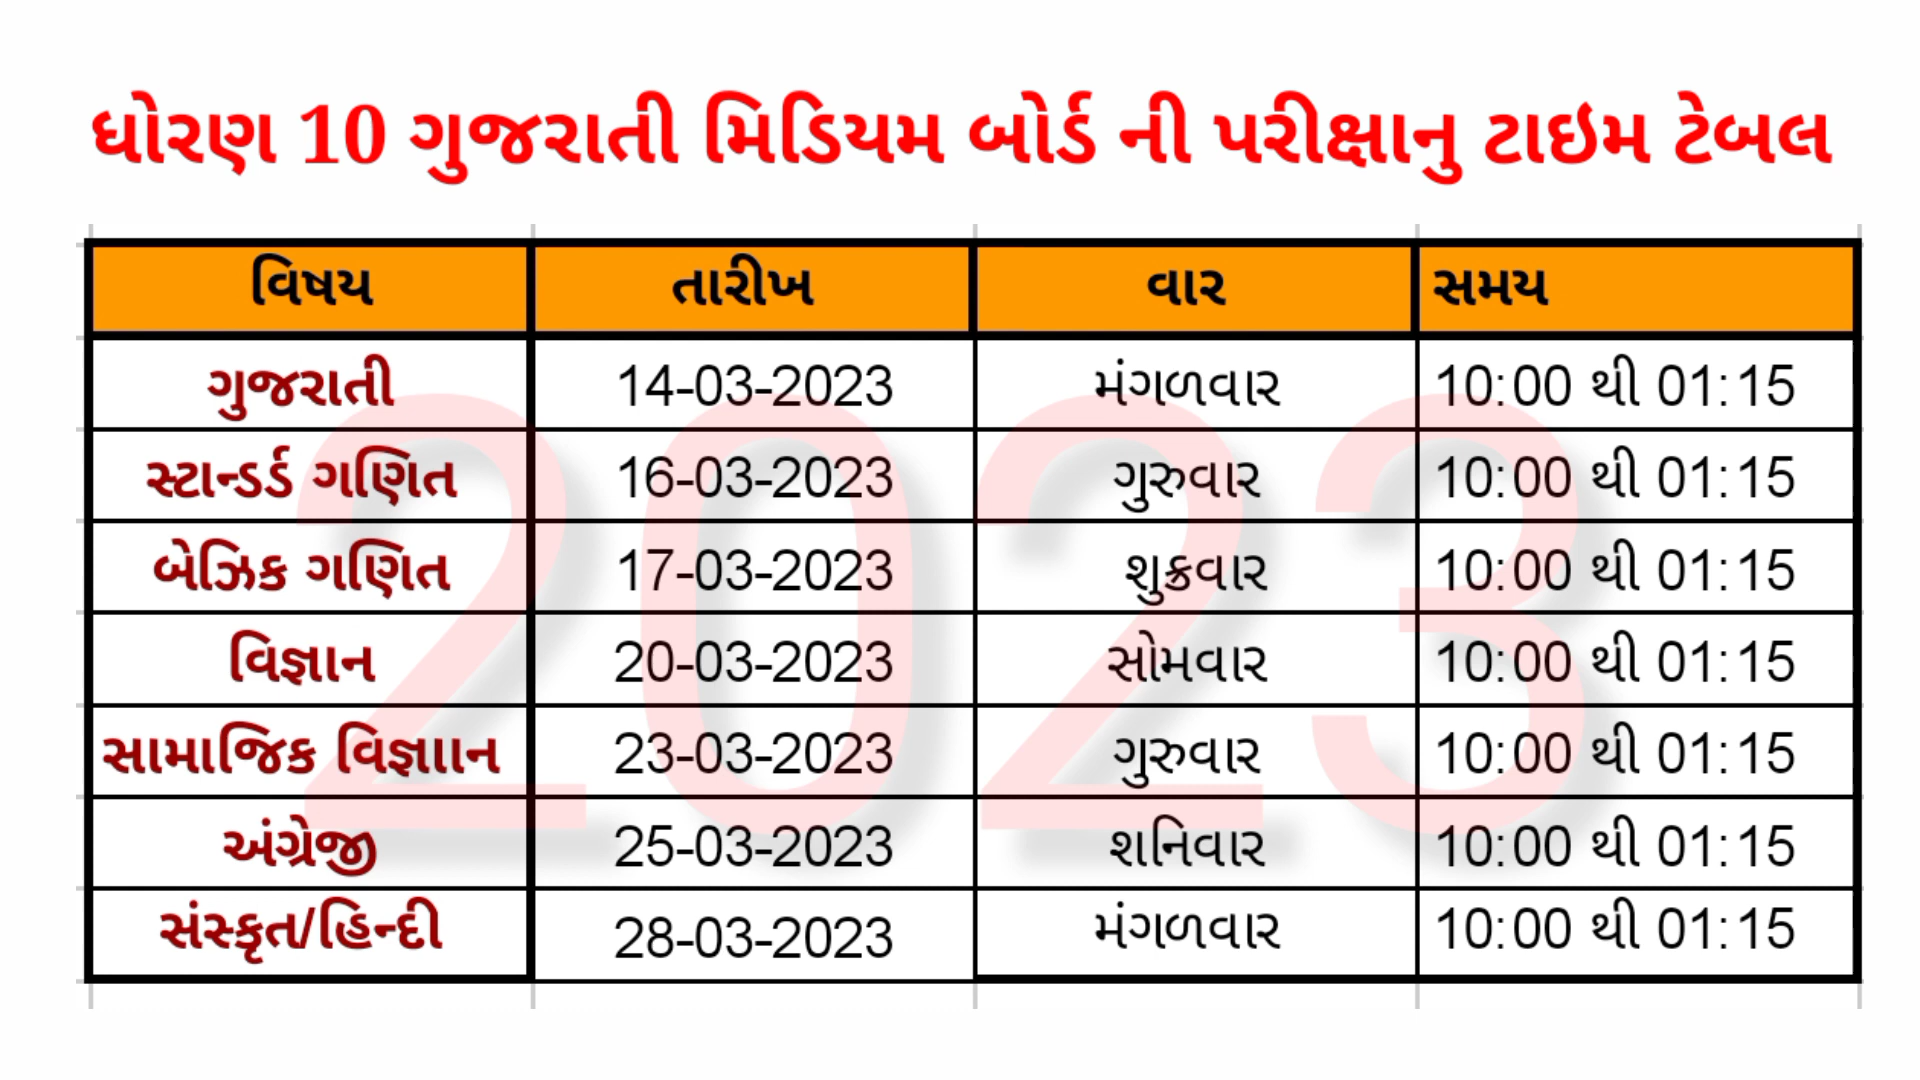 ધોરણ 10 ગુજરાતી મિડિયમ બોર્ડ ની પરીક્ષાનુ ટાઇમ ટેબલ
વિષય તારીખ વાર સમય
ગુજરાતી 14-03-2023 મંગળવાર 10:00 થી 01:15
સ્ટાન્ડર્ડ ગણિત 16-03-2023 ગુરુવાર 10:00 થી 01:15
બેઝિક ગણિત 17-03-2023 શુક્રવાર 10:00 થી 01:15
વિજ્ઞાન 20-03-2023 સોમવાર 10:00 થી 01:15
સામાજિક વિજ્ઞાાન 23-03-2023 ગુરુવાર 10:00 થી 01:15
અંગ્રેજી 25-03-2023 શનિવાર 10:00 થી 01:15
સંસ્કૃત/હિન્દી 28-03-2023 મંગળવાર 10:00 થી 01:15
2023